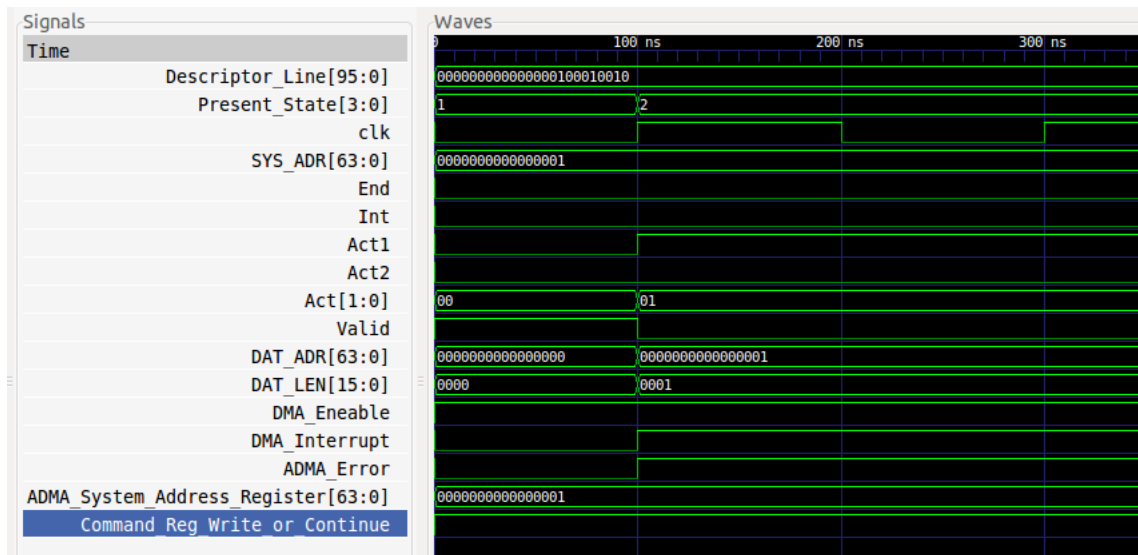 Signals Waves
Time 100 ns 200 ns 300 ns
Descriptor_Line[95:0] 000000000000000100010010
Present_State[3:0] 1 2
clk
SYS_ADR[63:0] 0000000000000001
End
Int
Act1
Act2
Act[1:0] 00 01
Valid
DAT_ADR[63:0] 0000000000000000 0000000000000001
DAT_LEN[15:0] 0000 0001
DMA_Eneable
DMA_Interrupt
ADMA_Error
ADMA_System_Address_Register[63:0] 0000000000000001
Command_Reg_Write_or_Continue